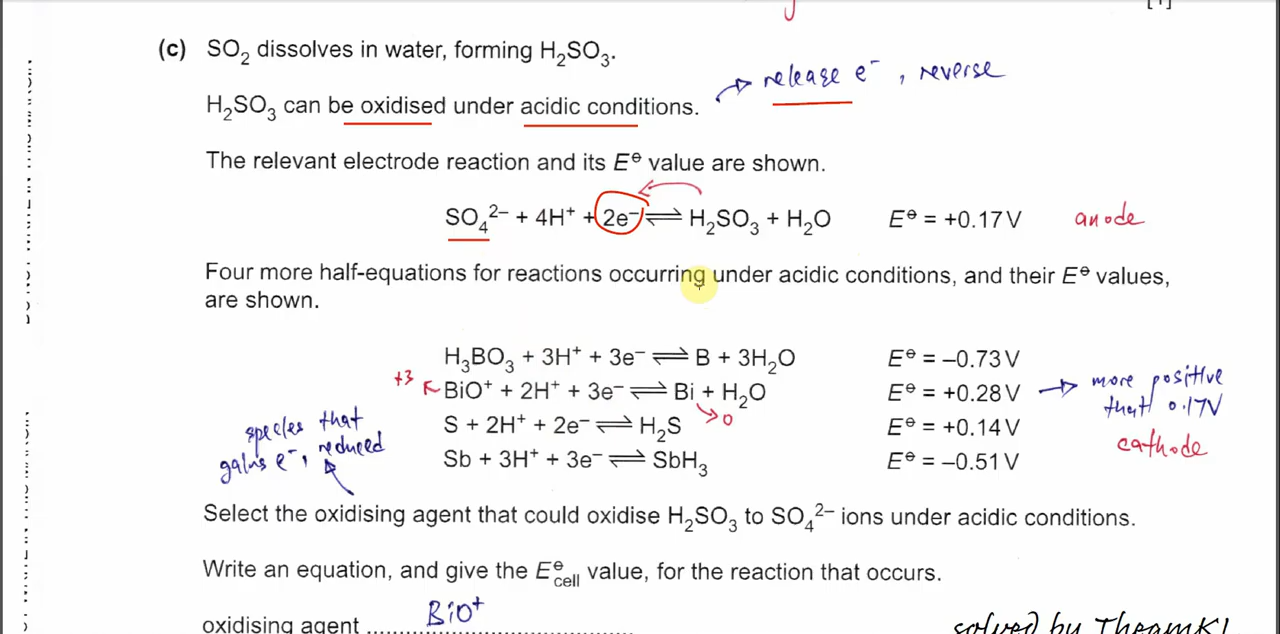 [1]
(c) SO₂ dissolves in water, forming H₂SO₃.
release e⁻, reverse
H₂SO₃ can be oxidised under acidic conditions.
The relevant electrode reaction and its E⦵ value are shown.
SO₄²⁻ + 4H⁺ + 2e⁻ ⇌ H₂SO₃ + H₂O E⦵ = +0.17 V anode
Four more half-equations for reactions occurring under acidic conditions, and their E⦵ values,
are shown.
H₃BO₃ + 3H⁺ + 3e⁻ ⇌ B + 3H₂O E⦵ = –0.73 V
+3 BiO⁺ + 2H⁺ + 3e⁻ ⇌ Bi + H₂O E⦵ = +0.28 V → more positive
that 0.17V
S + 2H⁺ + 2e⁻ ⇌ H₂S → 0 E⦵ = +0.14 V
cathode
species that
gains e⁻, reduced
Sb + 3H⁺ + 3e⁻ ⇌ SbH₃ E⦵ = –0.51 V
Select the oxidising agent that could oxidise H₂SO₃ to SO₄²⁻ ions under acidic conditions.
Write an equation, and give the E⦵cell value, for the reaction that occurs.
oxidising agent BiO⁺
solved by